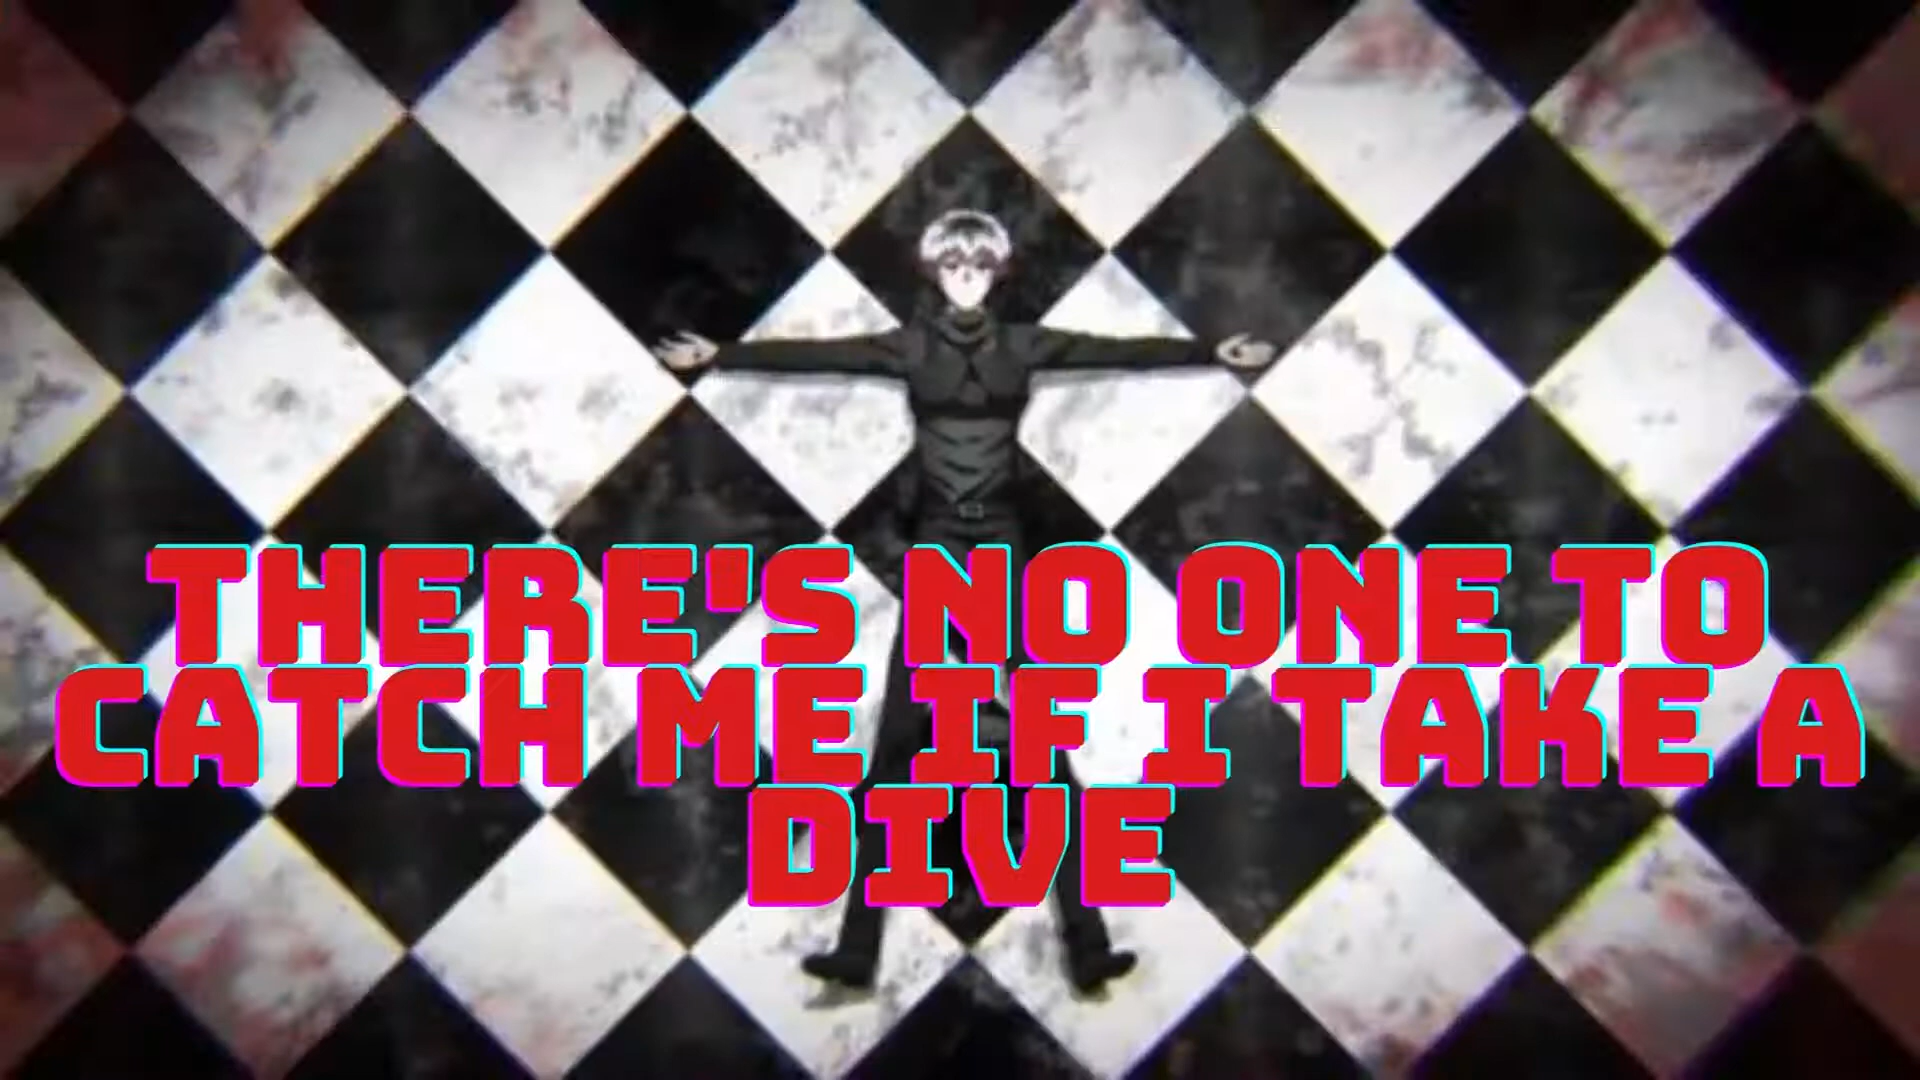 THERE'S NO ONE TO
CATCH ME IF I TAKE A
DIVE